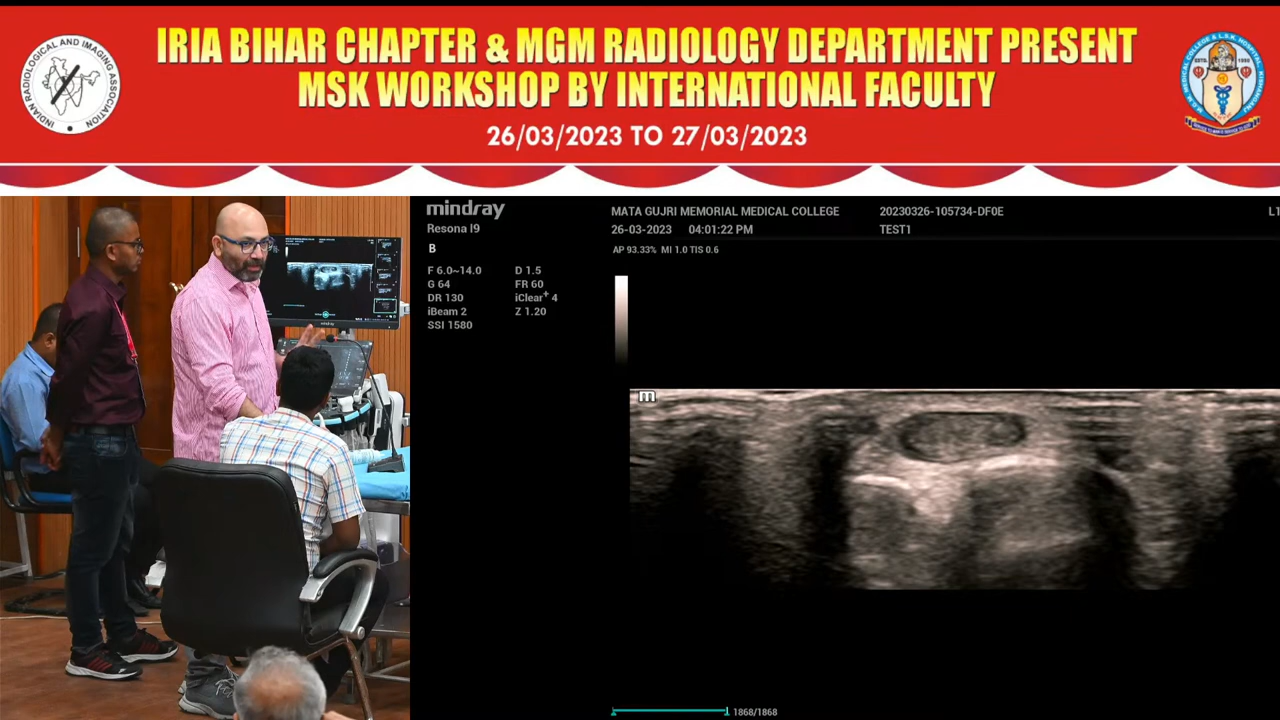 IRIA BIHAR CHAPTER & MGM RADIOLOGY DEPARTMENT PRESENT
MSK WORKSHOP BY INTERNATIONAL FACULTY
26/03/2023 TO 27/03/2023
INDIAN RADIOLOGICAL AND IMAGING ASSOCIATION
mindray
Resona I9
B
F 6.0~14.0 D 1.5
G 64 FR 60
DR 130 iClear+ 4
iBeam 2 Z 1.20
SSI 1580
MATA GUJRI MEMORIAL MEDICAL COLLEGE 20230326-105734-DF0E L1
26-03-2023 04:01:22 PM TEST1
AP 93.33% MI 1.0 TIS 0.6
m
1868/1868